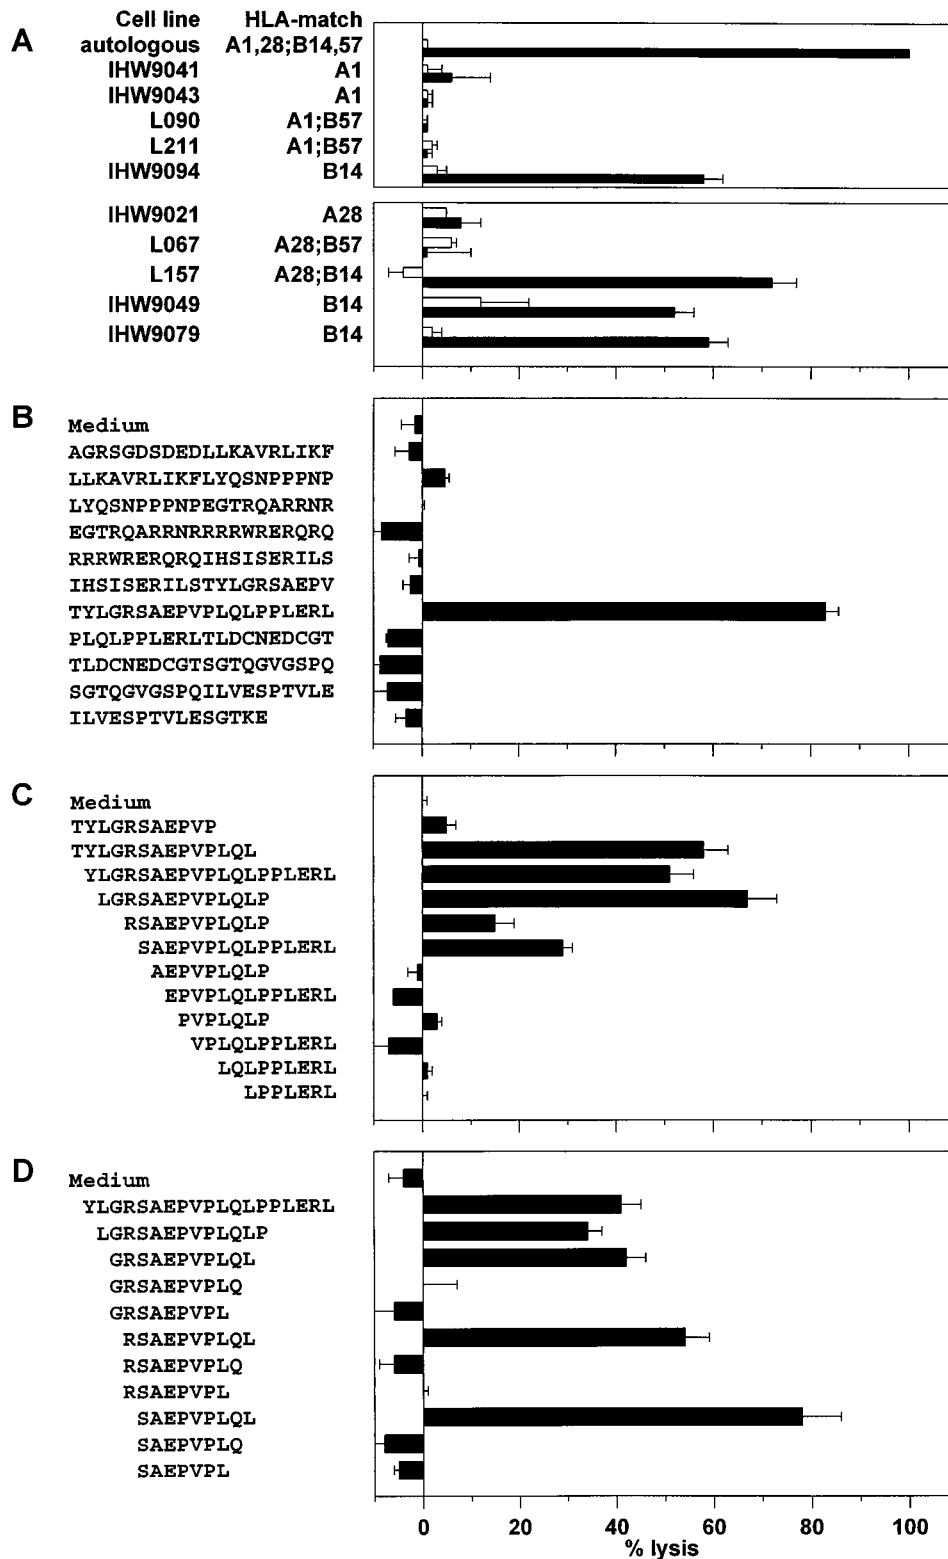 Cell line HLA-match
A autologous A1,28;B14,57
IHW9041 A1
IHW9043 A1
L090 A1;B57
L211 A1;B57
IHW9094 B14
IHW9021 A28
L067 A28;B57
L157 A28;B14
IHW9049 B14
IHW9079 B14
B Medium
AGRSGDSDEDLLKAVRLIKF
LLKAVRLIKFLYQSNPPPNP
LYQSNPPPNPEGTRQARRNR
EGTRQARRNRRRRWRERQRQ
RRRWRERQRQIHSISERILS
IHSISERILSTYLGRSAEPV
TYLGRSAEPVPLQLPPLERL
PLQLPPLERLTLDCNEDCGT
TLDCNEDCGTSGTQGVGSPQ
SGTQGVGSPQILVESPTVLE
ILVESPTVLESGTKE
C Medium
TYLGRSAEPVP
TYLGRSAEPVPLQL
YLGRSAEPVPLQLPPLERL
LGRSAEPVPLQLP
RSAEPVPLQLP
SAEPVPLQLPPLERL
AEPVPLQLP
EPVPLQLPPLERL
PVPLQLP
VPLQLPPLERL
LQLPPLERL
LPPLERL
D Medium
YLGRSAEPVPLQLPPLERL
LGRSAEPVPLQLP
GRSAEPVPLQL
GRSAEPVPLQ
GRSAEPVPL
RSAEPVPLQL
RSAEPVPLQ
RSAEPVPL
SAEPVPLQL
SAEPVPLQ
SAEPVPL
0 20 40 60 80 100
% lysis